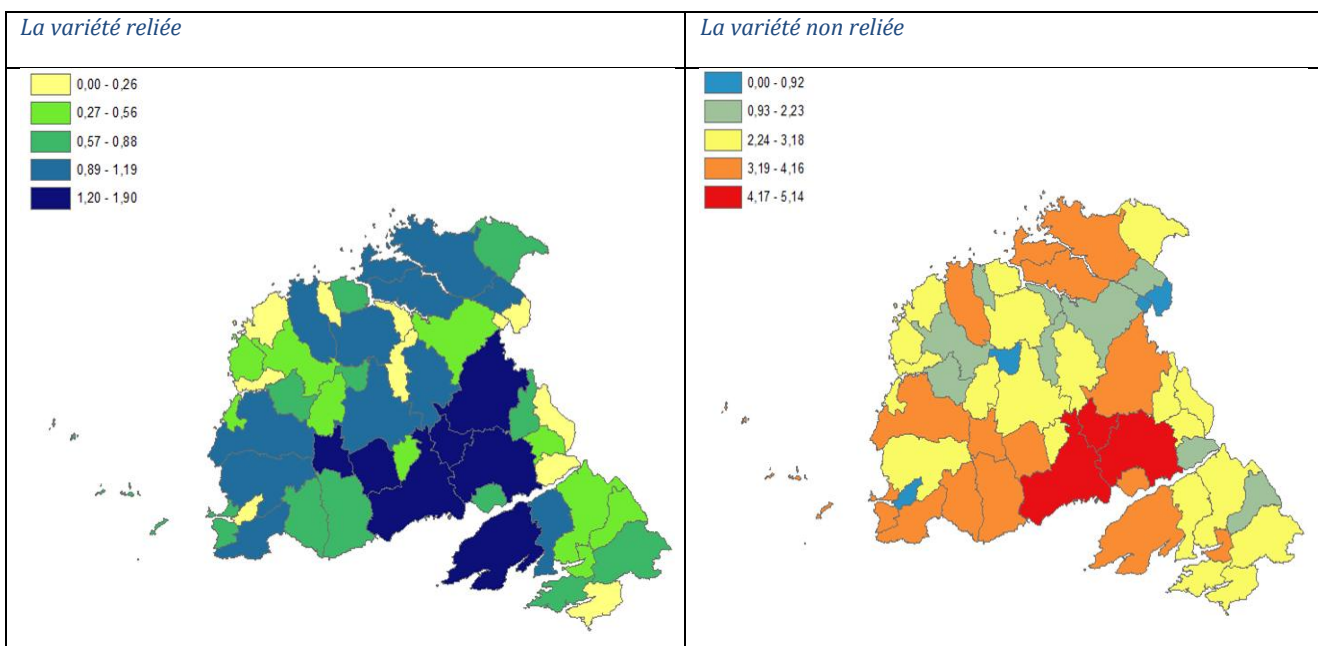 La variété reliée
0,00 - 0,26
0,27 - 0,56
0,57 - 0,88
0,89 - 1,19
1,20 - 1,90
La variété non reliée
0,00 - 0,92
0,93 - 2,23
2,24 - 3,18
3,19 - 4,16
4,17 - 5,14